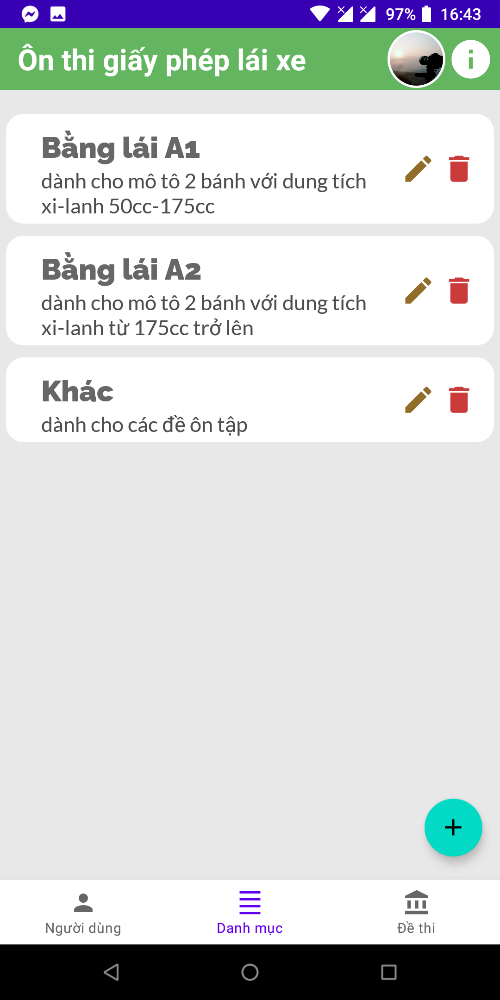 97% 16:43
Ôn thi giấy phép lái xe
Bằng lái A1
dành cho mô tô 2 bánh với dung tích
xi-lanh 50cc-175cc
Bằng lái A2
dành cho mô tô 2 bánh với dung tích
xi-lanh từ 175cc trở lên
Khác
dành cho các đề ôn tập
Người dùng Danh mục Đề thi